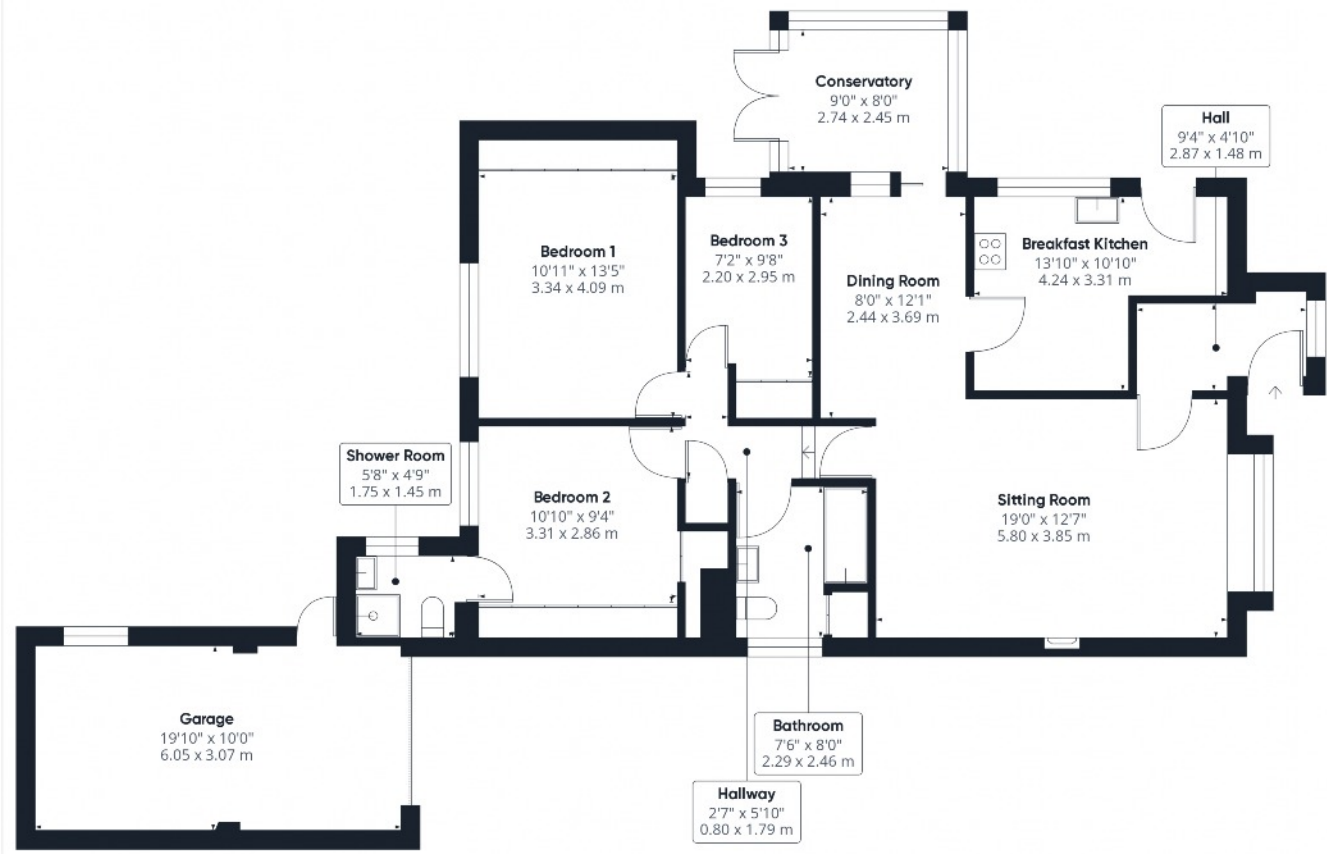 Conservatory
9'0" x 8'0"
2.74 x 2.45 m
Hall
9'4" x 4'10"
2.87 x 1.48 m
Bedroom 1
10'11" x 13'5"
3.34 x 4.09 m
Bedroom 3
7'2" x 9'8"
2.20 x 2.95 m
Dining Room
8'0" x 12'1"
2.44 x 3.69 m
Breakfast Kitchen
13'10" x 10'10"
4.24 x 3.31 m
Shower Room
5'8" x 4'9"
1.75 x 1.45 m
Bedroom 2
10'10" x 9'4"
3.31 x 2.86 m
Sitting Room
19'0" x 12'7"
5.80 x 3.85 m
Garage
19'10" x 10'0"
6.05 x 3.07 m
Bathroom
7'6" x 8'0"
2.29 x 2.46 m
Hallway
2'7" x 5'10"
0.80 x 1.79 m